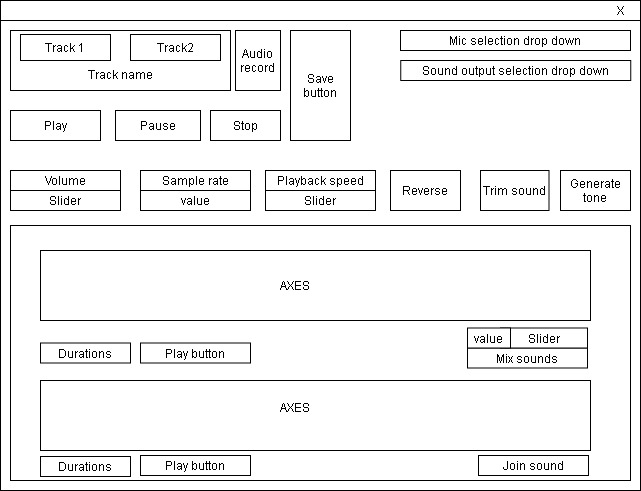 X
Track 1
Track2
Track name
Audio
record
Save
button
Mic selection drop down
Sound output selection drop down
Play
Pause
Stop
Volume
Slider
Sample rate
value
Playback speed
Slider
Reverse
Trim sound
Generate
tone
AXES
Durations
Play button
value
Slider
Mix sounds
AXES
Durations
Play button
Join sound